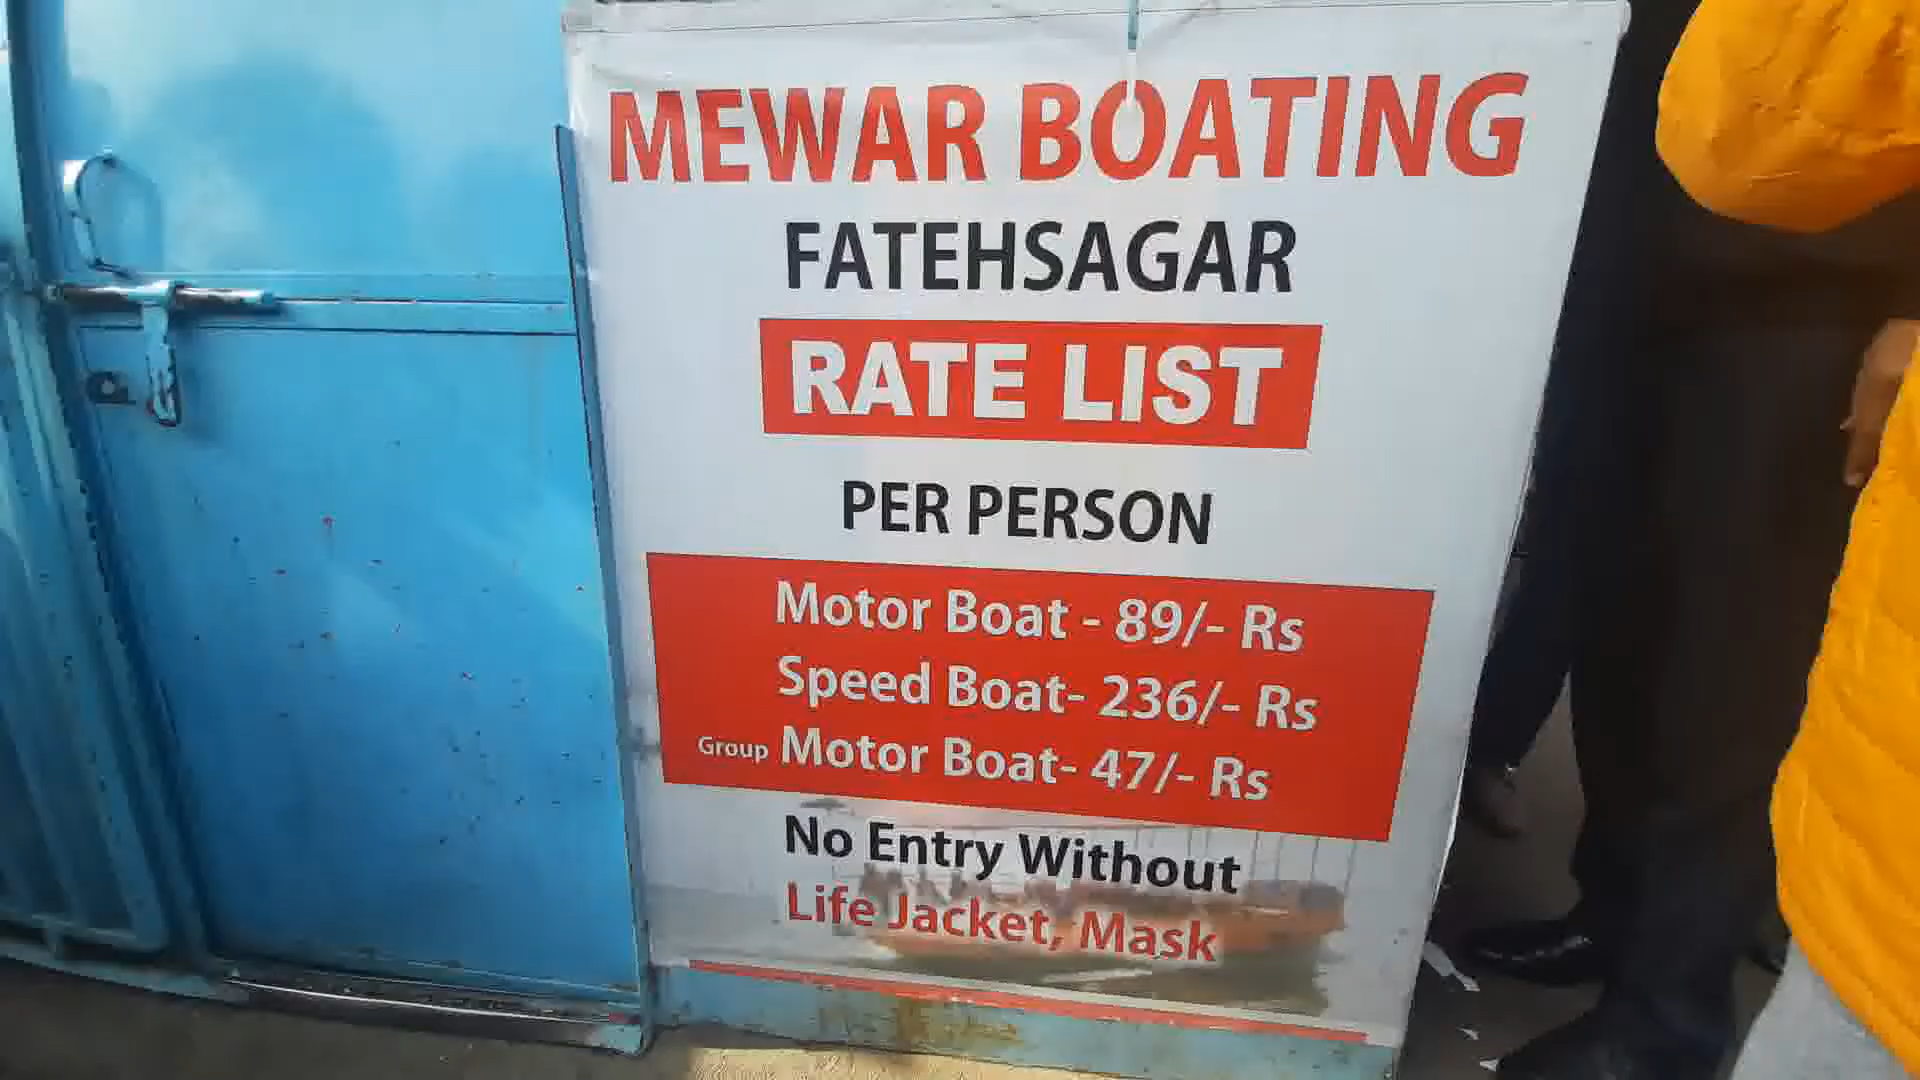 MEWAR BOATING
FATEHSAGAR
RATE LIST
PER PERSON
Motor Boat - 89/- Rs
Speed Boat- 236/- Rs
Group Motor Boat- 47/- Rs
No Entry Without
Life Jacket, Mask